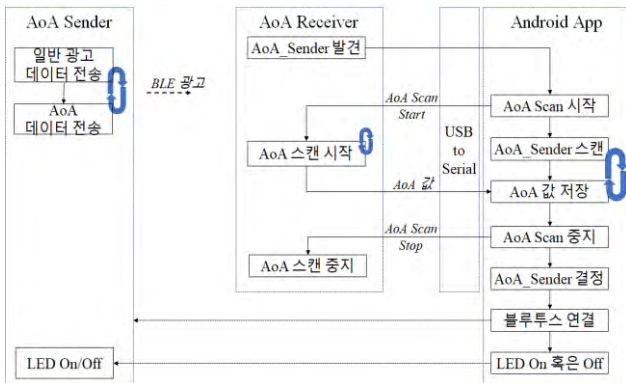 AoA Sender
일반 광고
데이터 전송
AoA
데이터 전송
BLE 광고
LED On/Off
AoA Receiver
AoA_Sender 발견
AoA 스캔 시작
AoA 스캔 중지
AoA Scan
Start
AoA 값
AoA Scan
Stop
USB
to
Serial
Android App
AoA Scan 시작
AoA_Sender 스캔
AoA 값 저장
AoA Scan 중지
AoA_Sender 결정
블루투스 연결
LED On 혹은 Off